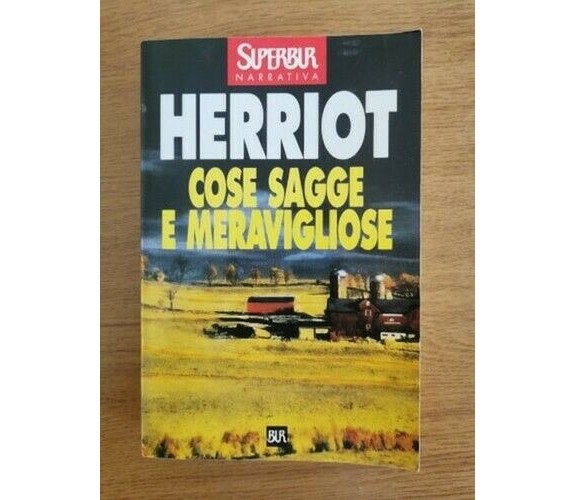 SUPERBUR
NARRATIVA
HERRIOT
COSE SAGGE
E MERAVIGLIOSE
BUR